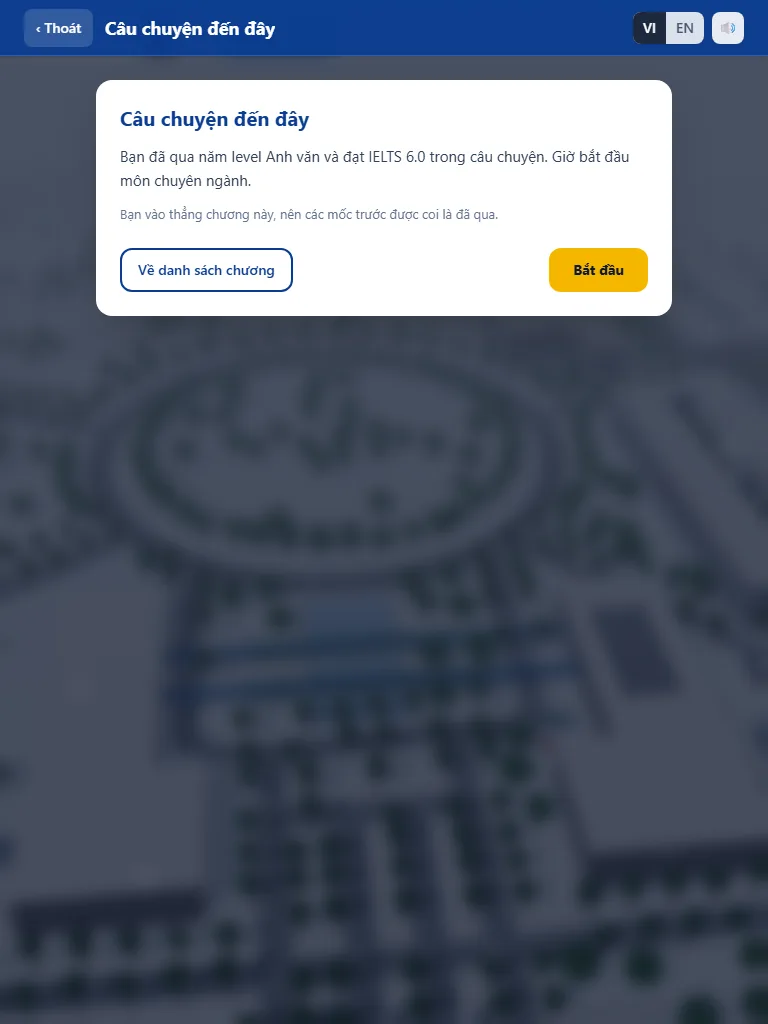 ‹ Thoát
Câu chuyện đến đây
VI
EN
Câu chuyện đến đây
Bạn đã qua năm level Anh văn và đạt IELTS 6.0 trong câu chuyện. Giờ bắt đầu
môn chuyên ngành.
Bạn vào thẳng chương này, nên các mốc trước được coi là đã qua.
Về danh sách chương
Bắt đầu